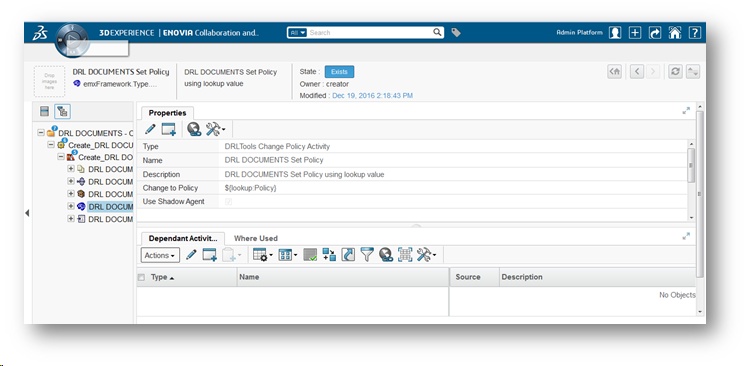 3DEXPERIENCE | ENOVIA Collaboration and..
All
Search
Admin Platform
Drop images here
DRL DOCUMENTS Set Policy
emxFramework Type....
DRL DOCUMENTS Set Policy
using lookup value
State : Exists
Owner : creator
Modified : Dec 19, 2016 2:18:43 PM
DRL DOCUMENTS - C
Create_DRL DOCU
Create_DRL DO
DRL DOCUM
DRL DOCUM
DRL DOCUM
DRL DOCUM
DRL DOCUM
Properties
Type DRLTools Change Policy Activity
Name DRL DOCUMENTS Set Policy
Description DRL DOCUMENTS Set Policy using lookup value
Change to Policy ${lookup:Policy}
Use Shadow Agent
Dependant Activit... Where Used
Actions
Type Name Source Description
No Objects